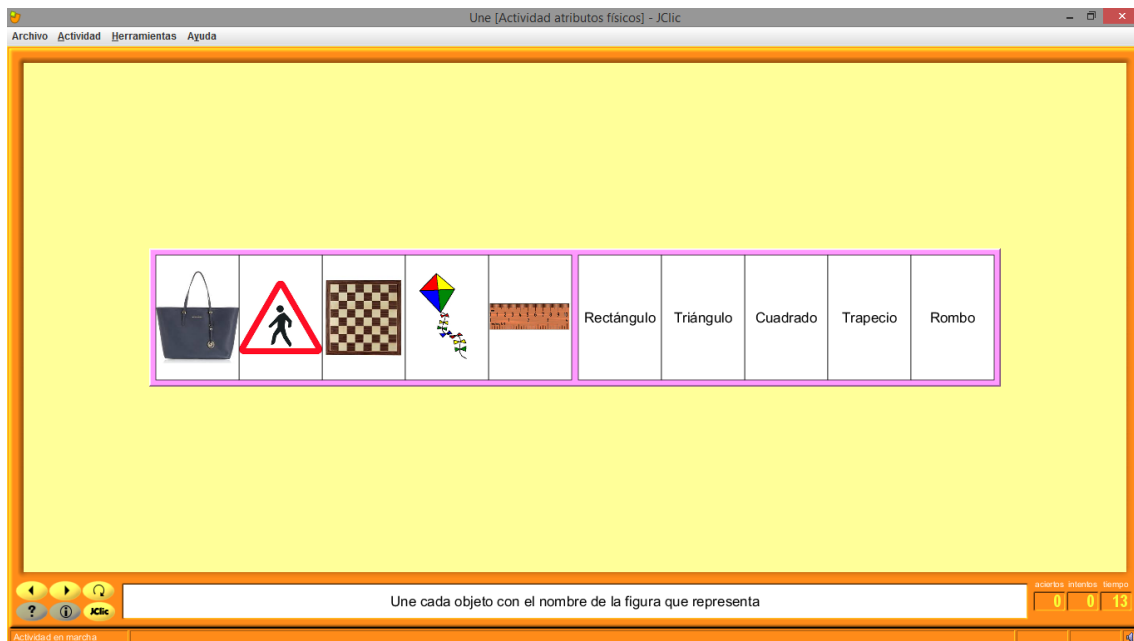 Une [Actividad atributos físicos] - JClic
Archivo Actividad Herramientas Ayuda
Rectángulo Triángulo Cuadrado Trapecio Rombo
Une cada objeto con el nombre de la figura que representa
aciertos intentos tiempo
0 0 13
? i JClic
Actividad en marcha